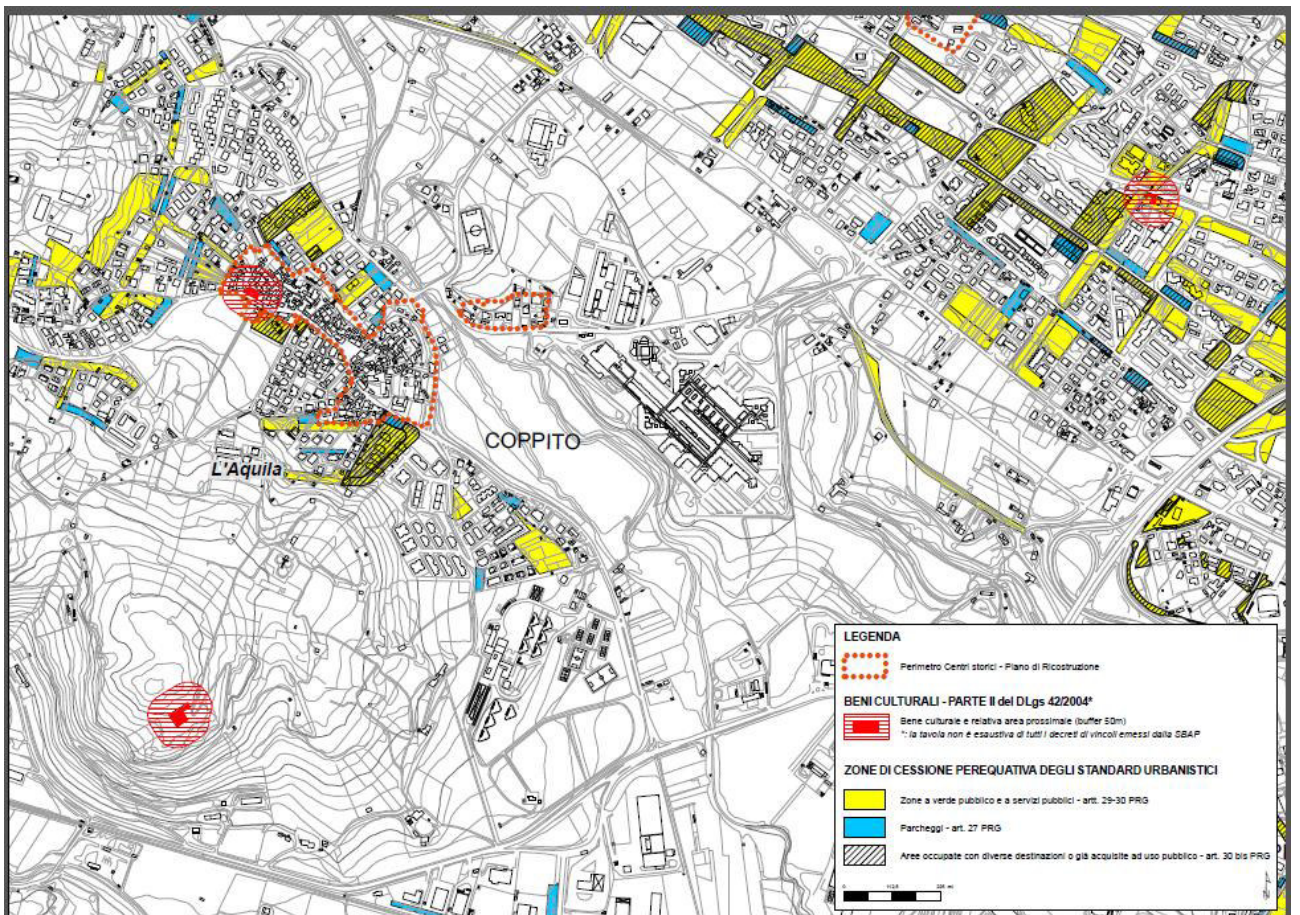 COPPITO
L'Aquila
LEGENDA
Perimetro Centri storici - Piano di Ricostruzione
BENI CULTURALI - PARTE II del DLgs 42/2004*
Bene culturale e relativa area prossimale (buffer 50m)
*: la tavola non è esaustiva di tutti i decreti di vincoli emessi dalla SBAP
ZONE DI CESSIONE PEREQUATIVA DEGLI STANDARD URBANISTICI
Zone a verde pubblico e a servizi pubblici - artt. 29-30 PRG
Parcheggi - art. 27 PRG
Aree occupate con diverse destinazioni o già acquisite ad uso pubblico - art. 30 bis PRG
0